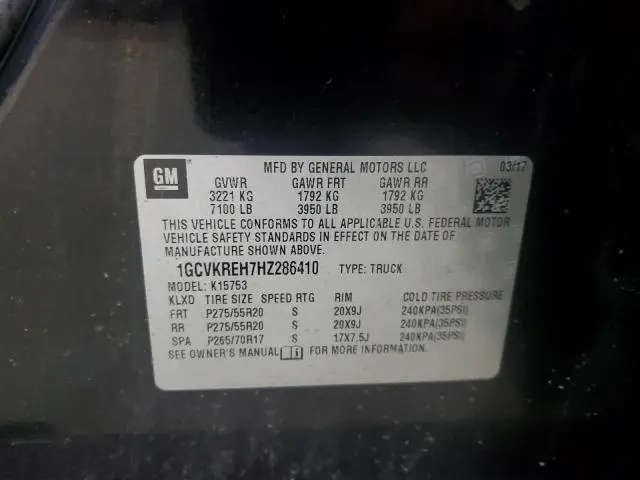 GM
MFD BY GENERAL MOTORS LLC 03/17
GVWR GAWR FRT GAWR RR
3221 KG 1792 KG 1792 KG
7100 LB 3950 LB 3950 LB
THIS VEHICLE CONFORMS TO ALL APPLICABLE U.S. FEDERAL MOTOR
VEHICLE SAFETY STANDARDS IN EFFECT ON THE DATE OF
MANUFACTURE SHOWN ABOVE.
1GCVKREH7HZ286410 TYPE: TRUCK
MODEL: K15753
KLXD TIRE SIZE SPEED RTG RIM COLD TIRE PRESSURE
FRT P275/55R20 S 20X9J 240KPA(35PSI)
RR P275/55R20 S 20X9J 240KPA(35PSI)
SPA P265/70R17 S 17X7.5J 240KPA(35PSI)
SEE OWNER'S MANUAL FOR MORE INFORMATION.